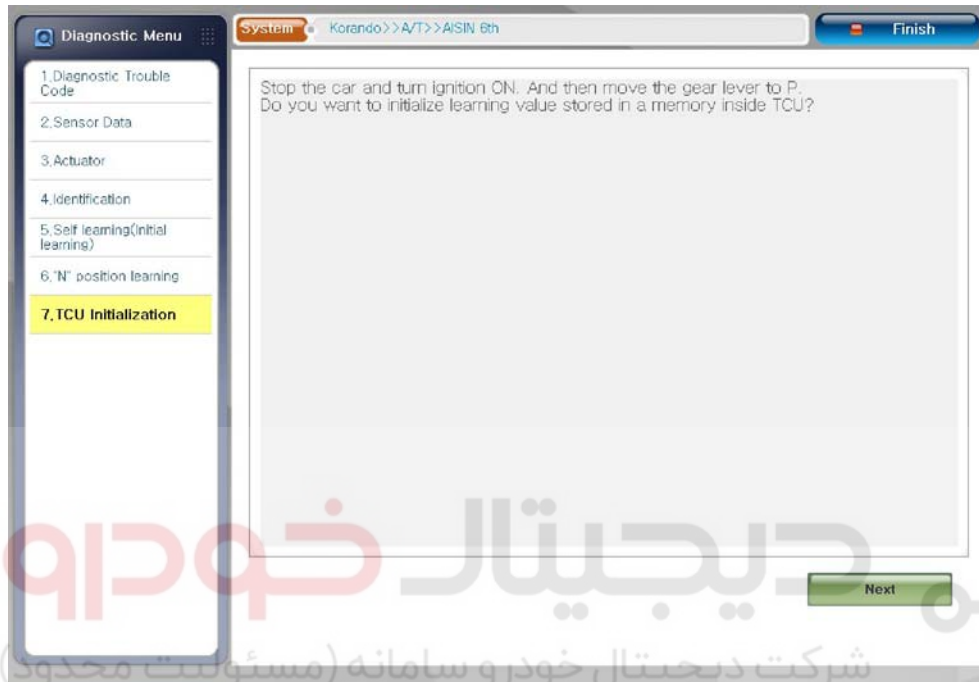 Diagnostic Menu
System
Korando>>A/T>>AISIN 6th
Finish
1.Diagnostic Trouble
Code
2.Sensor Data
3.Actuator
4.Identification
5.Self learning(Initial
learning)
6."N" position learning
7.TCU Initialization
Stop the car and turn ignition ON. And then move the gear lever to P.
Do you want to initialize learning value stored in a memory inside TCU?
Next
دیجیتال خودرو
شرکت دیجیتال خودرو سامانه (مسئولیت محدود)